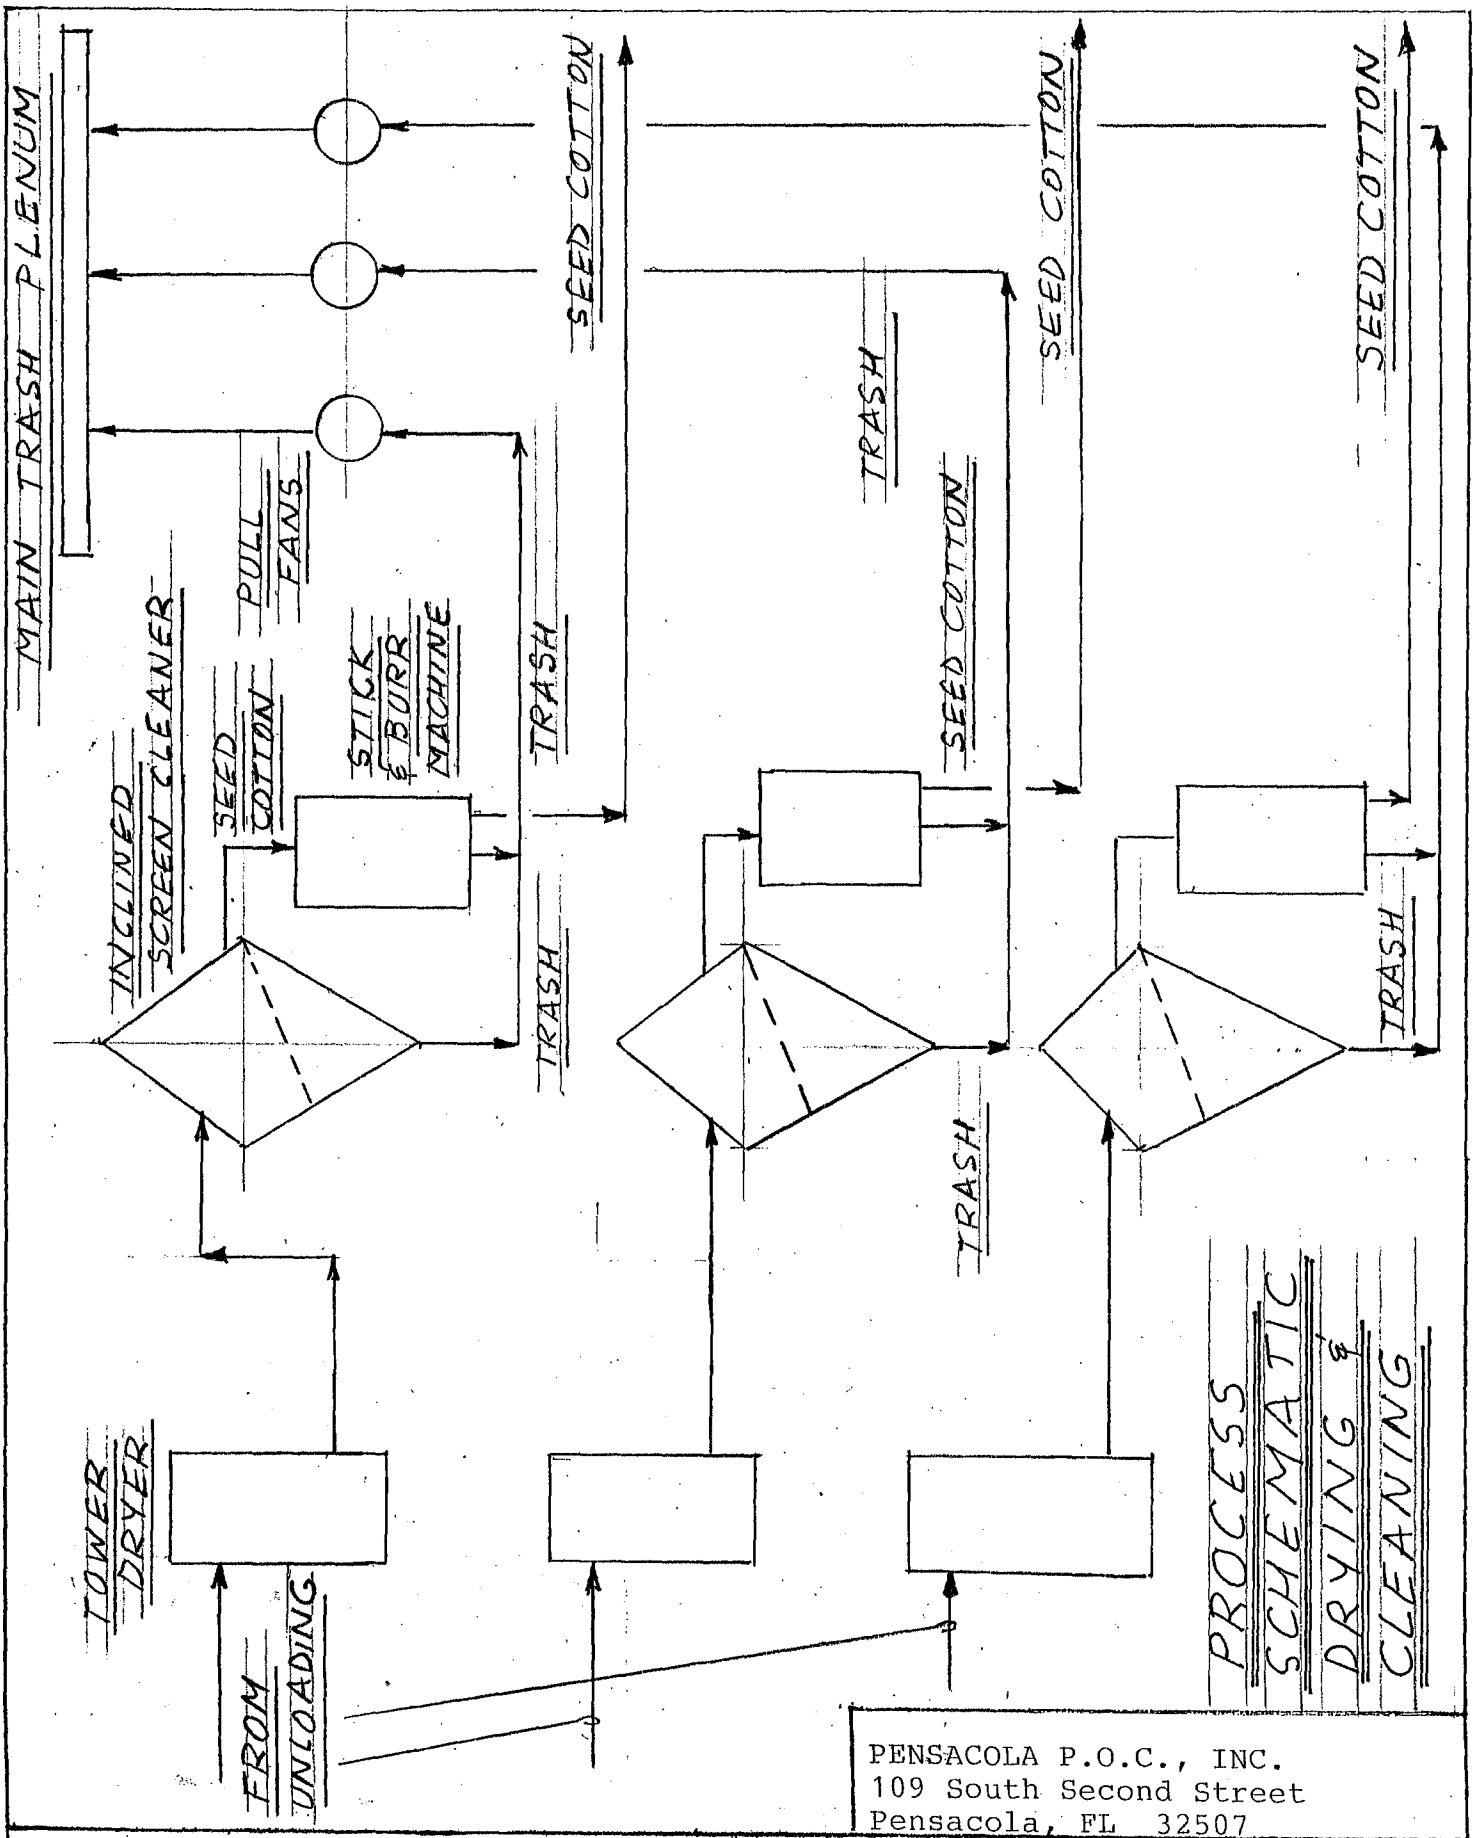 MAIN TRASH PLENUM
INCLINED
SCREEN CLEANER
SEED
COTTON
PULL
FANS
STICK
& BURR
MACHINE
TRASH
TRASH
SEED COTTON
TOWER
DRYER
FROM
UNLOADING
TRASH
SEED COTTON
TRASH
SEED COTTON
TRASH
SEED COTTON
PROCESS
SCHEMATIC
DRYING &
CLEANING
PENSACOLA P.O.C., INC.
109 South Second Street
Pensacola, FL 32507